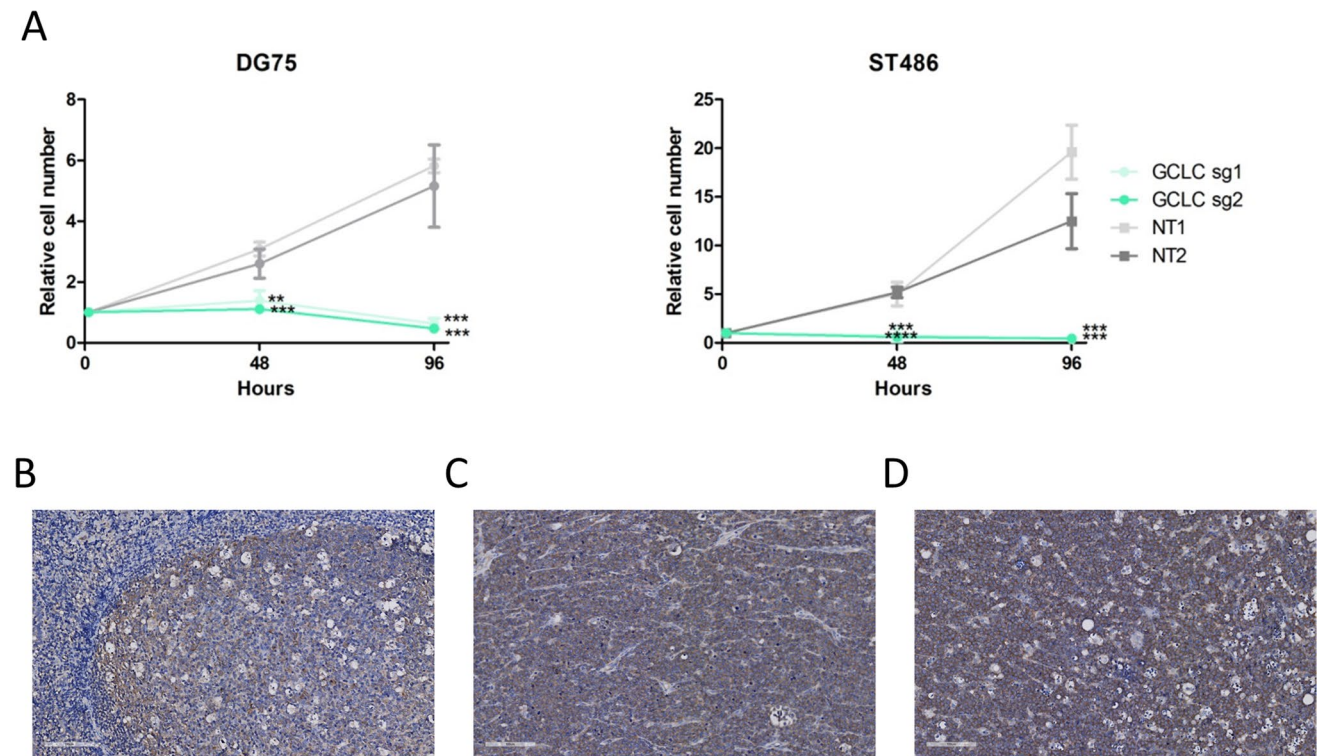 A
DG75
ST486
8
6
4
2
0
Relative cell number
**
***
***
***
0
48
96
Hours
25
20
15
10
5
0
Relative cell number
***
****
***
***
0
48
96
Hours
GCLC sg1
GCLC sg2
NT1
NT2
B
C
D